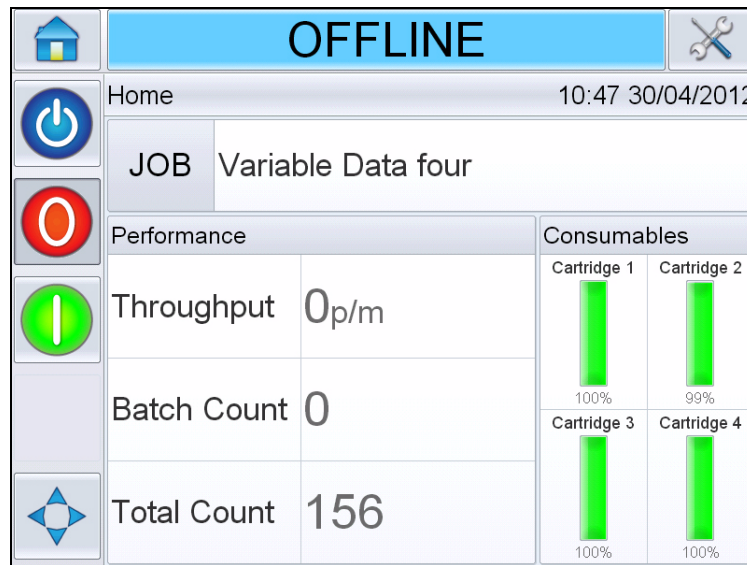 OFFLINE
Home 10:47 30/04/2012
JOB Variable Data four
Performance
Throughput 0p/m
Batch Count 0
Total Count 156
Consumables
Cartridge 1 Cartridge 2
100% 99%
Cartridge 3 Cartridge 4
100% 100%